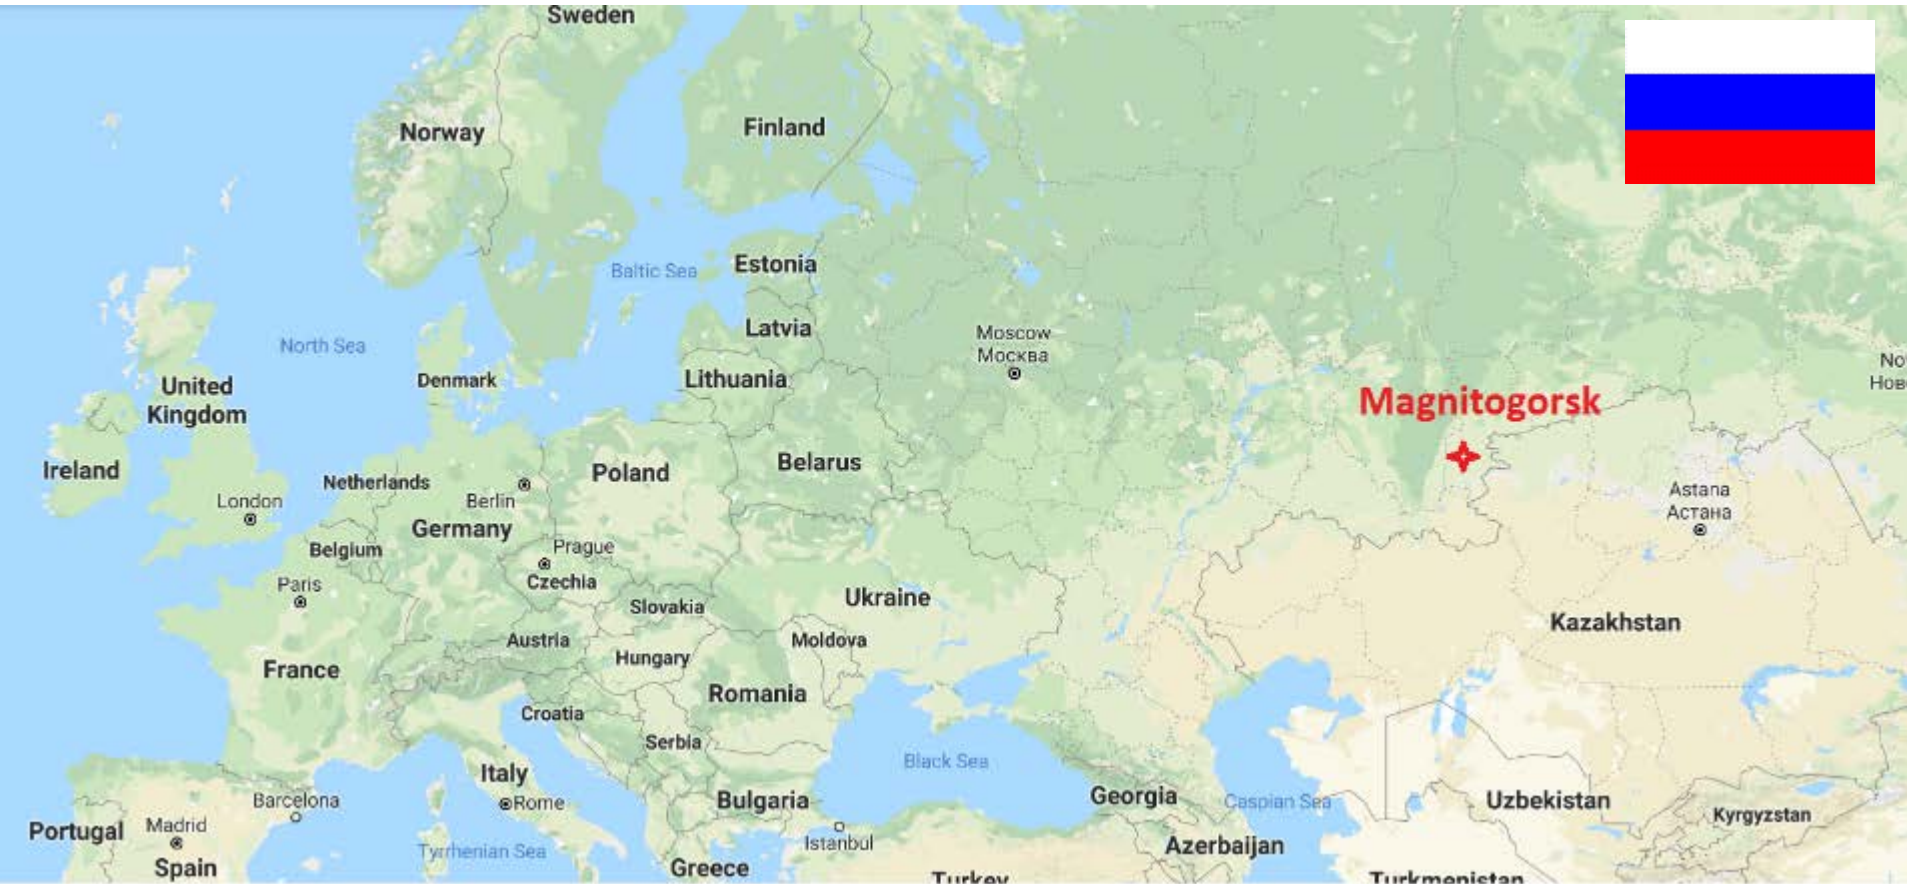 Sweden
Norway
Finland
Baltic Sea
Estonia
Latvia
North Sea
Moscow
Москва
Denmark
Lithuania
United
Kingdom
Magnitogorsk
Ireland
Netherlands
Berlin
Poland
Belarus
London
Germany
Astana
Астана
Belgium
Prague
Czechia
Paris
Slovakia
Ukraine
Austria
Moldova
Hungary
Kazakhstan
France
Romania
Croatia
Serbia
Black Sea
Italy
Rome
Barcelona
Bulgaria
Georgia
Caspian Sea
Uzbekistan
Kyrgyzstan
Portugal
Madrid
Spain
Tyrrhenian Sea
Istanbul
Greece
Azerbaijan
Turkey
Turkmenistan